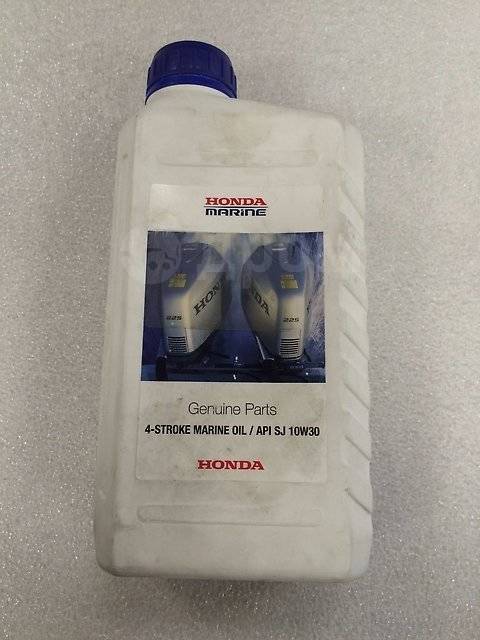 HONDA
MARINE
HONDA
225
HONDA
225
Genuine Parts
4-STROKE MARINE OIL / API SJ 10W30
HONDA